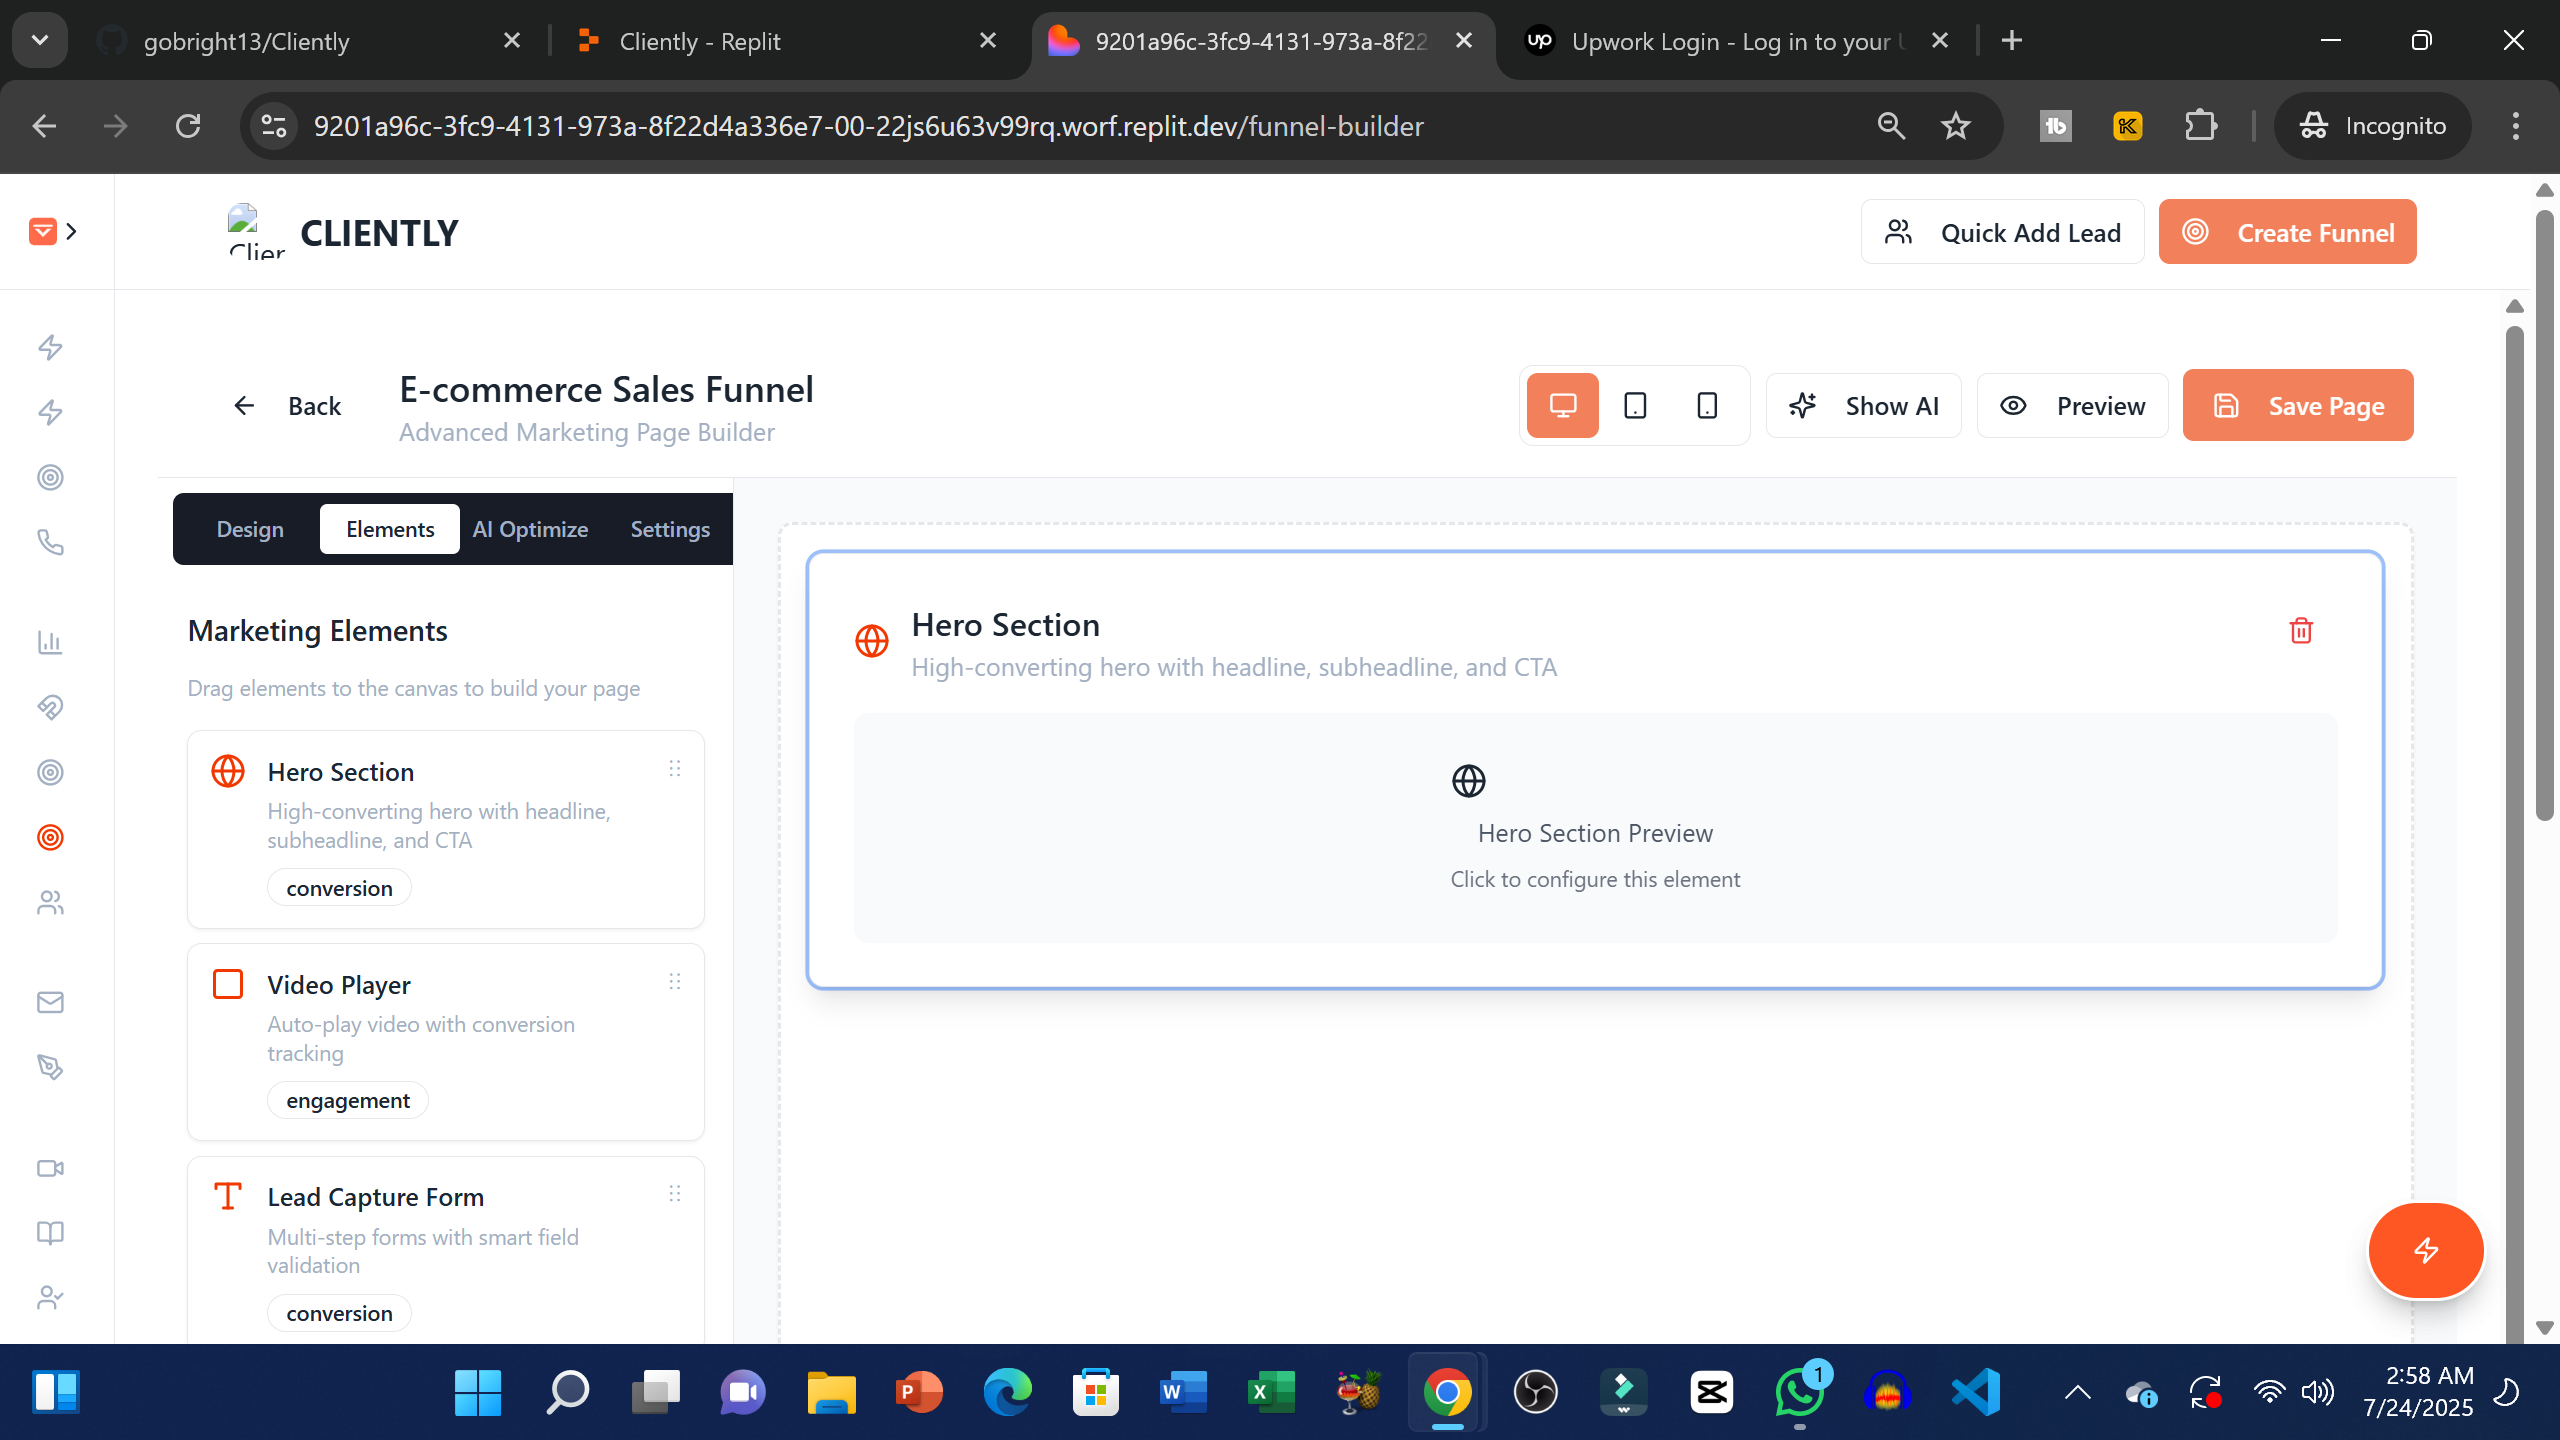 gobright13/Cliently
Cliently - Replit
9201a96c-3fc9-4131-973a-8f22
Upwork Login - Log in to your U
9201a96c-3fc9-4131-973a-8f22d4a336e7-00-22js6u63v99rq.worf.replit.dev/funnel-builder
Incognito
Clier
CLIENTLY
Quick Add Lead
Create Funnel
Back
E-commerce Sales Funnel
Advanced Marketing Page Builder
Show AI
Preview
Save Page
Design
Elements
AI Optimize
Settings
Marketing Elements
Drag elements to the canvas to build your page
Hero Section
High-converting hero with headline,
subheadline, and CTA
conversion
Video Player
Auto-play video with conversion
tracking
engagement
Lead Capture Form
Multi-step forms with smart field
validation
conversion
Hero Section
High-converting hero with headline, subheadline, and CTA
Hero Section Preview
Click to configure this element
1
2:58 AM
7/24/2025